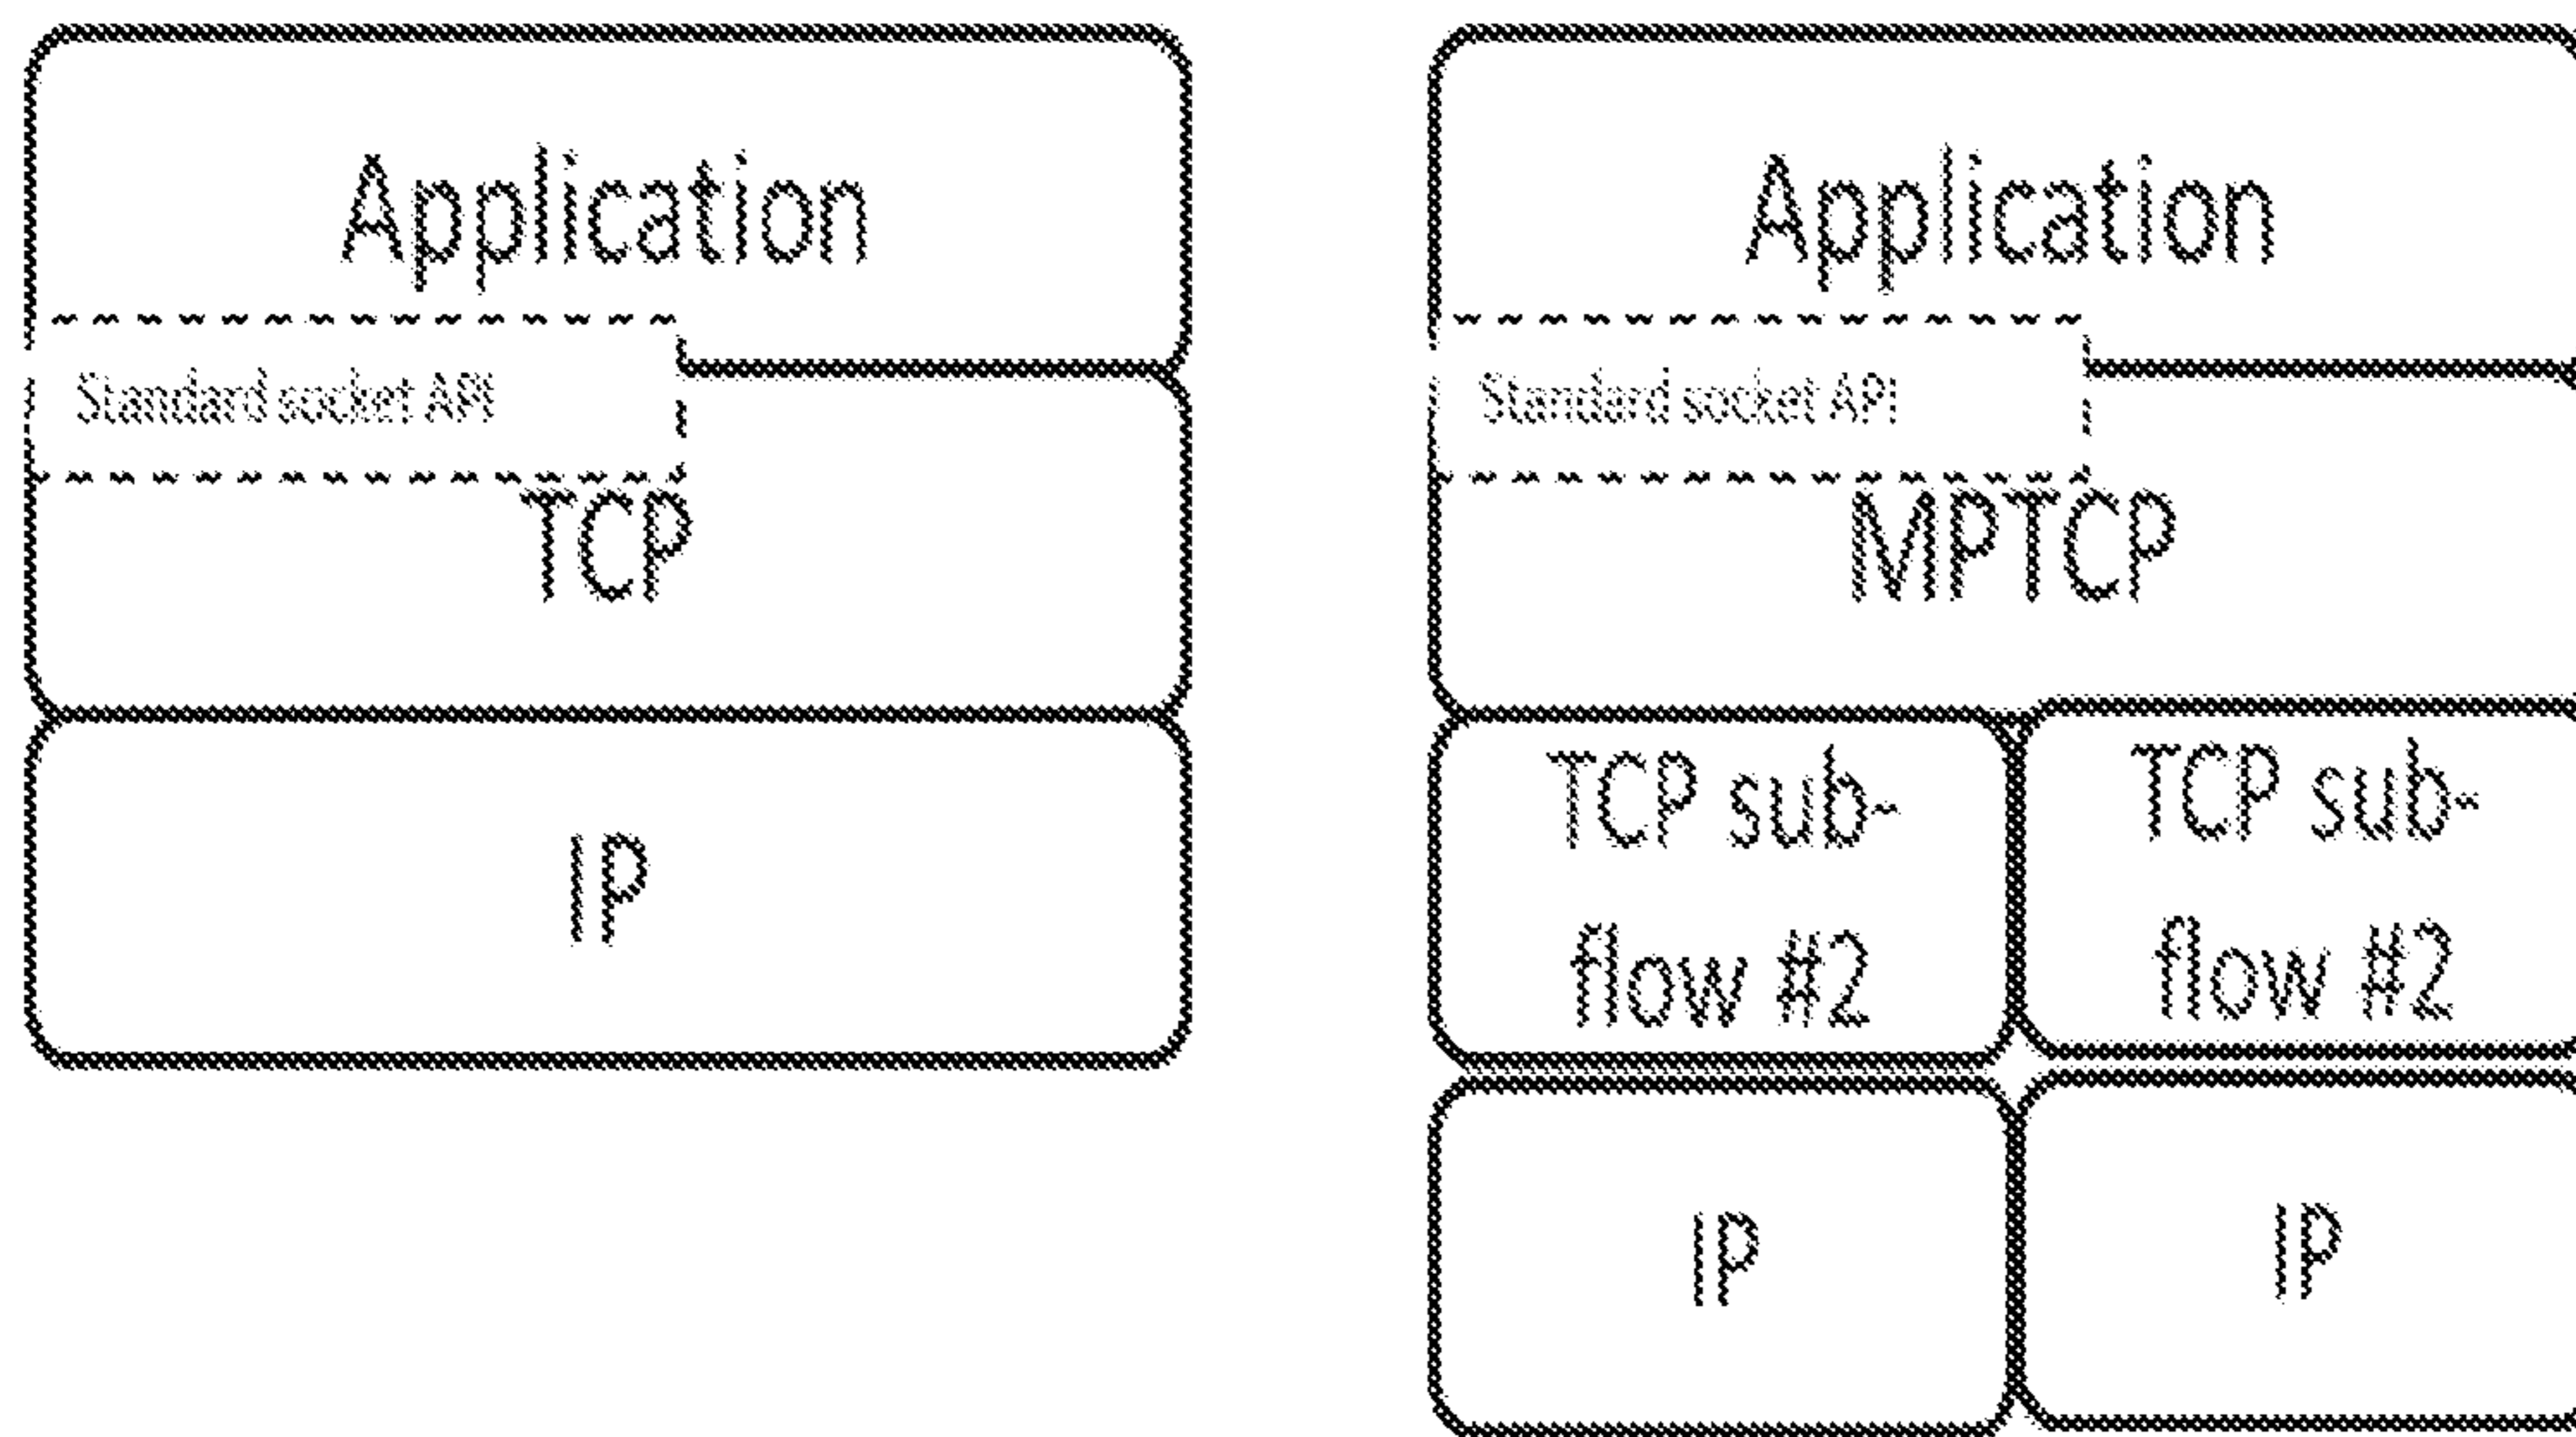 Application
Standard socket API
TCP
IP
Application
Standard socket API
MPTCP
TCP sub-
flow #2
TCP sub-
flow #2
IP
IP